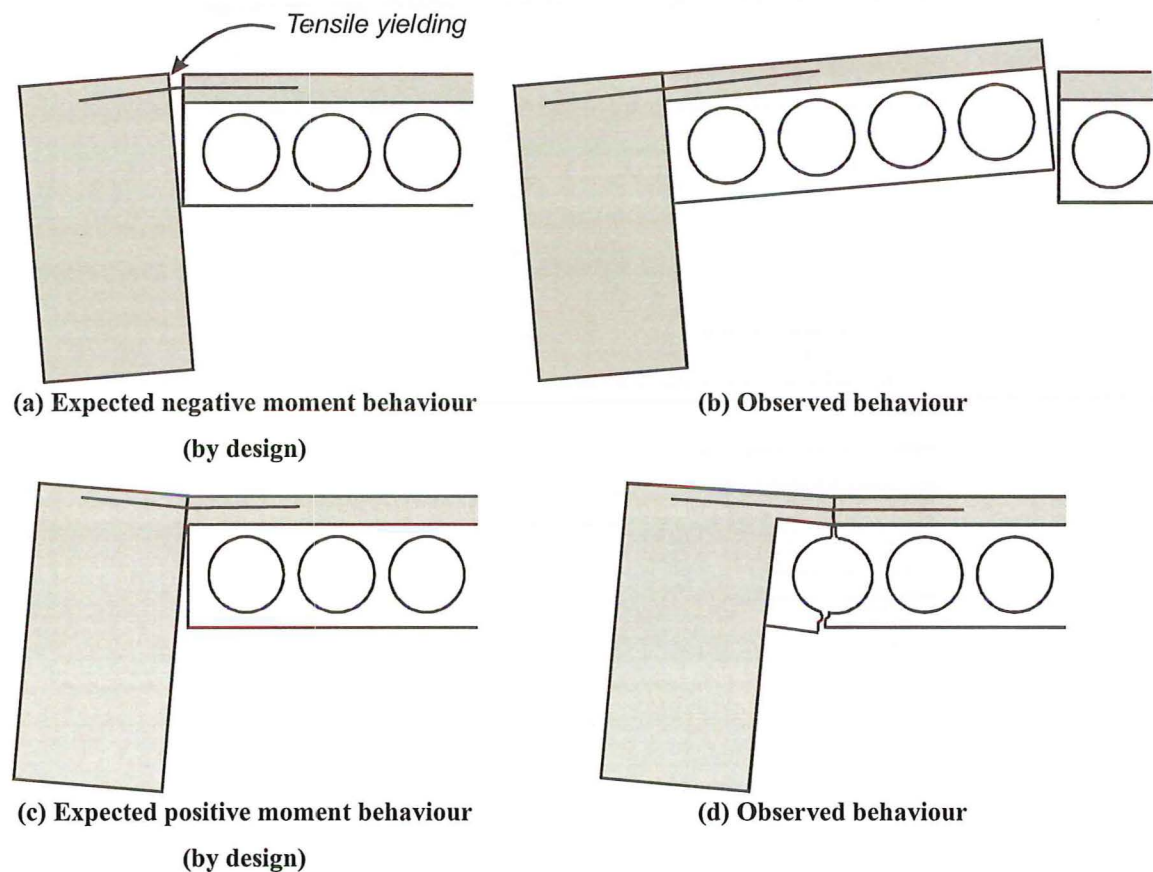 Tensile yielding
(a) Expected negative moment behaviour
(by design)
(b) Observed behaviour
(c) Expected positive moment behaviour
(by design)
(d) Observed behaviour